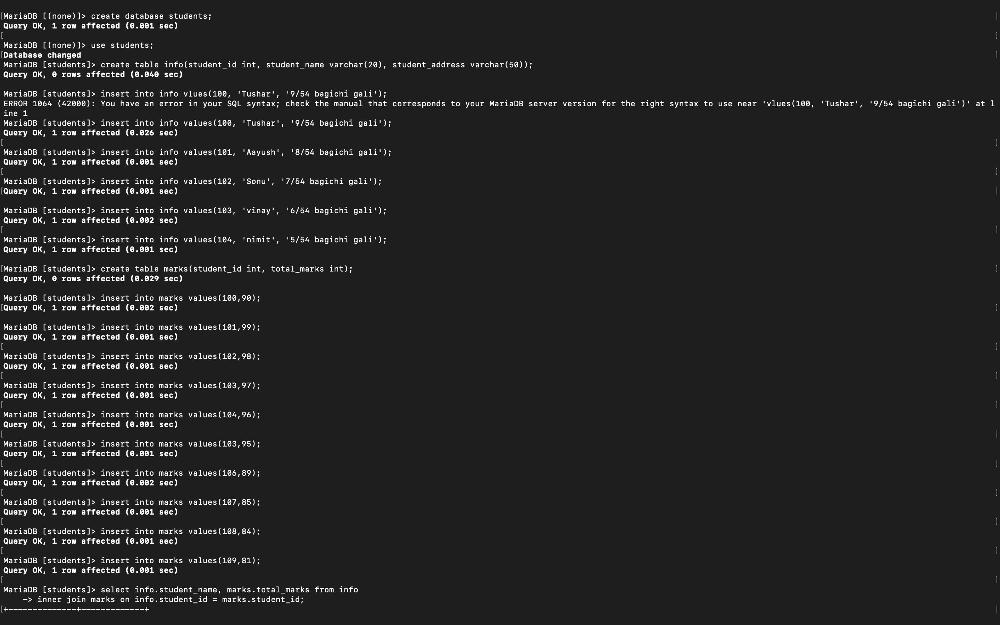 [MariaDB [(none)]> create database students; ]
Query OK, 1 row affected (0.001 sec)
[ ]
MariaDB [(none)]> use students;
[Database changed ]
MariaDB [students]> create table info(student_id int, student_name varchar(20), student_address varchar(50));
Query OK, 0 rows affected (0.040 sec)
MariaDB [students]> insert into info vlues(100, 'Tushar', '9/54 bagichi gali');
ERROR 1064 (42000): You have an error in your SQL syntax; check the manual that corresponds to your MariaDB server version for the right syntax to use near 'vlues(100, 'Tushar', '9/54 bagichi gali')' at l
ine 1
MariaDB [students]> insert into info values(100, 'Tushar', '9/54 bagichi gali');
Query OK, 1 row affected (0.026 sec)
[ ]
MariaDB [students]> insert into info values(101, 'Aayush', '8/54 bagichi gali');
Query OK, 1 row affected (0.001 sec)
[ ]
MariaDB [students]> insert into info values(102, 'Sonu', '7/54 bagichi gali');
[Query OK, 1 row affected (0.001 sec) ]
MariaDB [students]> insert into info values(103, 'vinay', '6/54 bagichi gali');
Query OK, 1 row affected (0.002 sec)
[ ]
MariaDB [students]> insert into info values(104, 'nimit', '5/54 bagichi gali');
Query OK, 1 row affected (0.001 sec)
[MariaDB [students]> create table marks(student_id int, total_marks int); ]
Query OK, 0 rows affected (0.029 sec)
MariaDB [students]> insert into marks values(100,90);
[Query OK, 1 row affected (0.002 sec) ]
MariaDB [students]> insert into marks values(101,99);
Query OK, 1 row affected (0.001 sec)
[ ]
MariaDB [students]> insert into marks values(102,98);
Query OK, 1 row affected (0.001 sec)
[ ]
MariaDB [students]> insert into marks values(103,97);
Query OK, 1 row affected (0.001 sec)
[ ]
MariaDB [students]> insert into marks values(104,96);
Query OK, 1 row affected (0.001 sec)
[ ]
MariaDB [students]> insert into marks values(103,95);
Query OK, 1 row affected (0.001 sec)
[ ]
MariaDB [students]> insert into marks values(106,89);
Query OK, 1 row affected (0.002 sec)
[ ]
MariaDB [students]> insert into marks values(107,85);
Query OK, 1 row affected (0.001 sec)
[ ]
MariaDB [students]> insert into marks values(108,84);
Query OK, 1 row affected (0.001 sec)
[ ]
MariaDB [students]> insert into marks values(109,81);
Query OK, 1 row affected (0.001 sec)
[ ]
MariaDB [students]> select info.student_name, marks.total_marks from info
-> inner join marks on info.student_id = marks.student_id;
[+--------------+-------------+ ]